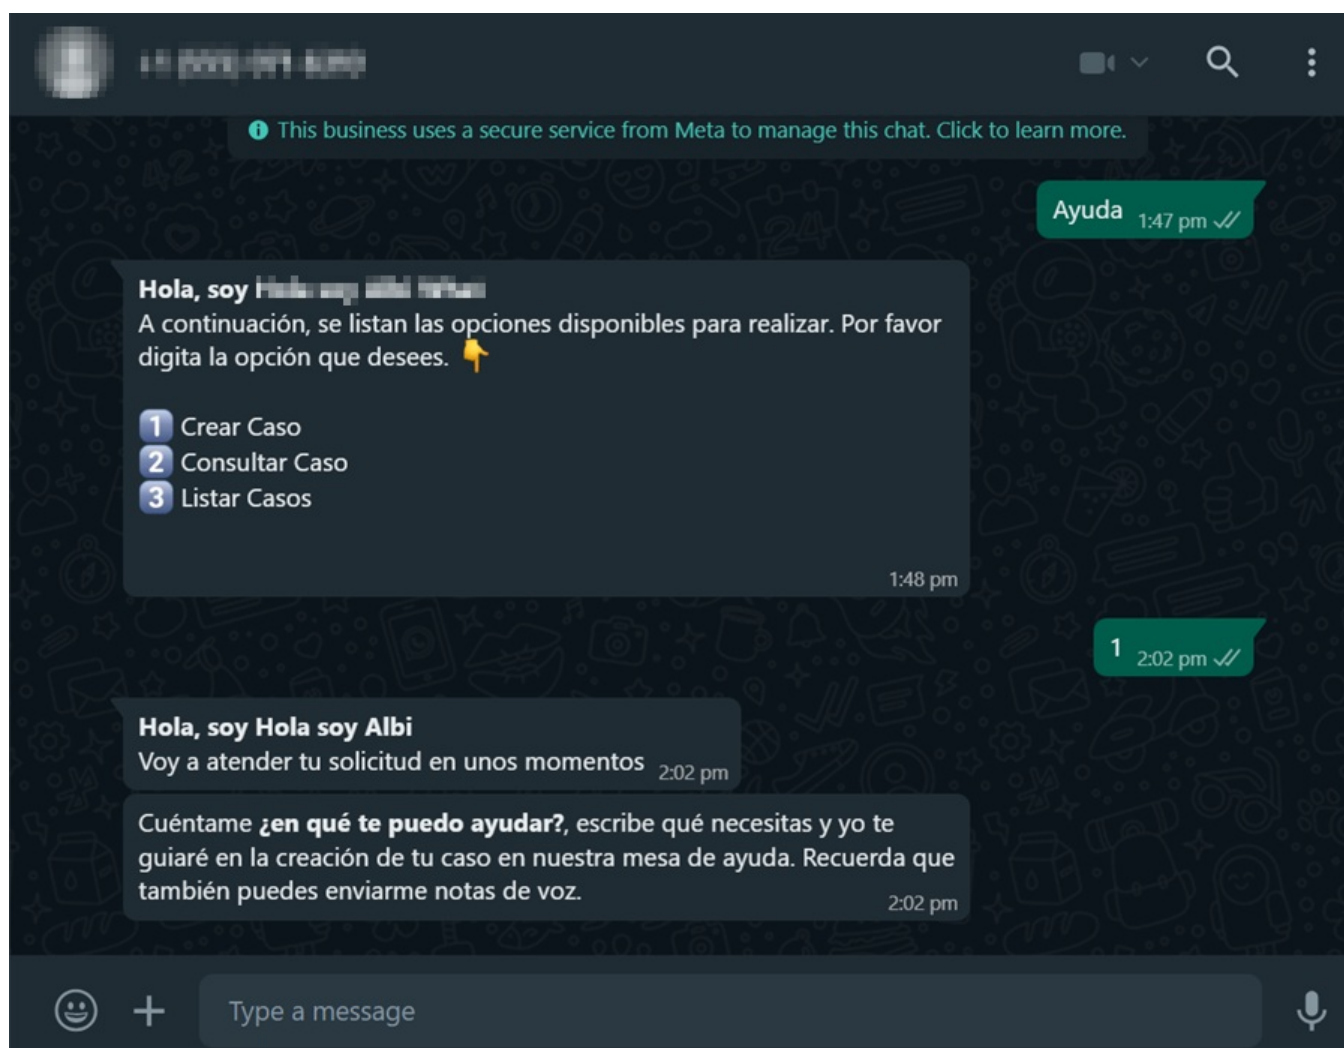 This business uses a secure service from Meta to manage this chat. Click to learn more.
Ayuda 1:47 pm
Hola, soy
A continuación, se listan las opciones disponibles para realizar. Por favor
digita la opción que desees. 👇
1 Crear Caso
2 Consultar Caso
3 Listar Casos
1:48 pm
1 2:02 pm
Hola, soy Hola soy Albi
Voy a atender tu solicitud en unos momentos 2:02 pm
Cuéntame ¿en qué te puedo ayudar?, escribe qué necesitas y yo te
guiaré en la creación de tu caso en nuestra mesa de ayuda. Recuerda que
también puedes enviarme notas de voz.
2:02 pm
Type a message